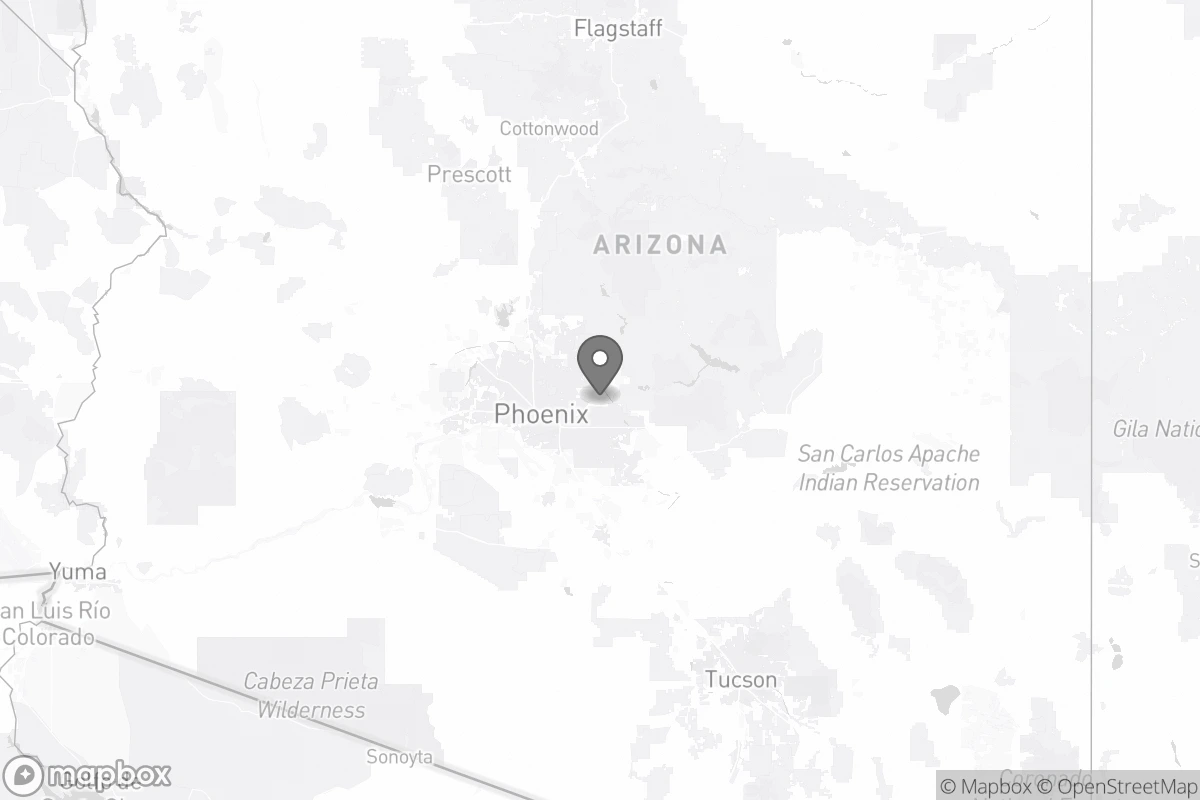 Flagstaff
Cottonwood
Prescott
ARIZONA
Phoenix
Gila Natio
San Carlos Apache
Indian Reservation
Yuma
an Luis Río
Colorado
S
Cabeza Prieta
Wilderness
Tucson
Sonoyta
mapbox
Coronado
© Mapbox © OpenStreetMap